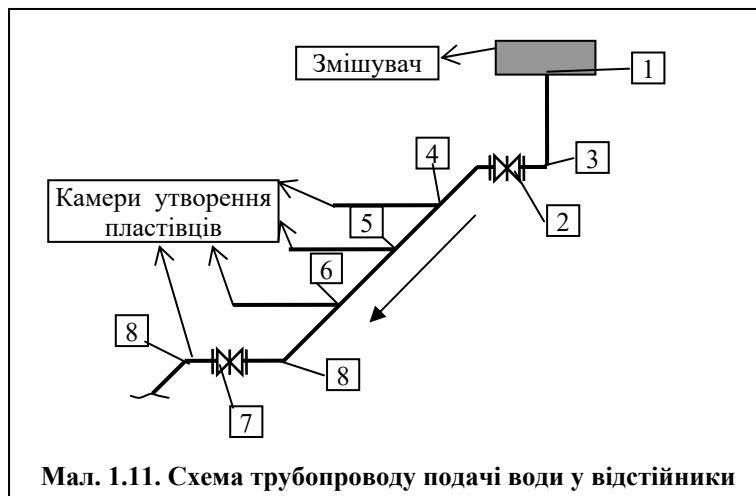 Змішувач
1
4
3
Камери утворення
пластівців
5
2
6
8
8
7
Мал. 1.11. Схема трубопроводу подачі води у відстійники